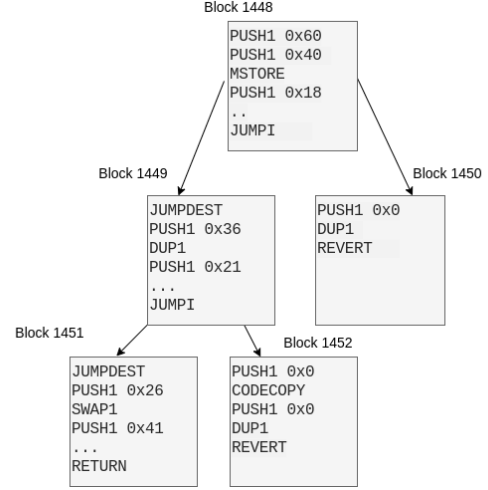 Block 1448
PUSH1 0x60
PUSH1 0x40
MSTORE
PUSH1 0x18
..
JUMPI
Block 1449
JUMPDEST
PUSH1 0x36
DUP1
PUSH1 0x21
...
JUMPI
Block 1450
PUSH1 0x0
DUP1
REVERT
Block 1451
JUMPDEST
PUSH1 0x26
SWAP1
PUSH1 0x41
...
RETURN
Block 1452
PUSH1 0x0
CODECOPY
PUSH1 0x0
DUP1
REVERT